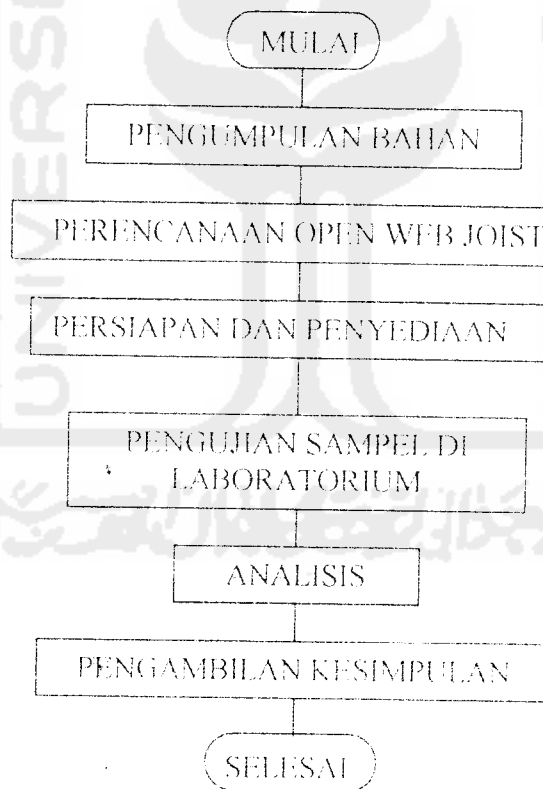 MULAI
PENGUMPULAN BAHAN
PERENCANAAN OPEN WEB JOIST
PERSIAPAN DAN PENYEDIAAN
PENGUJIAN SAMPEL DI
LABORATORIUM
ANALISIS
PENGAMBILAN KESIMPULAN
SELESAI